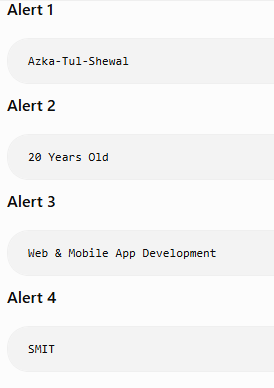 Alert 1
Azka-Tul-Shewal
Alert 2
20 Years Old
Alert 3
Web & Mobile App Development
Alert 4
SMIT